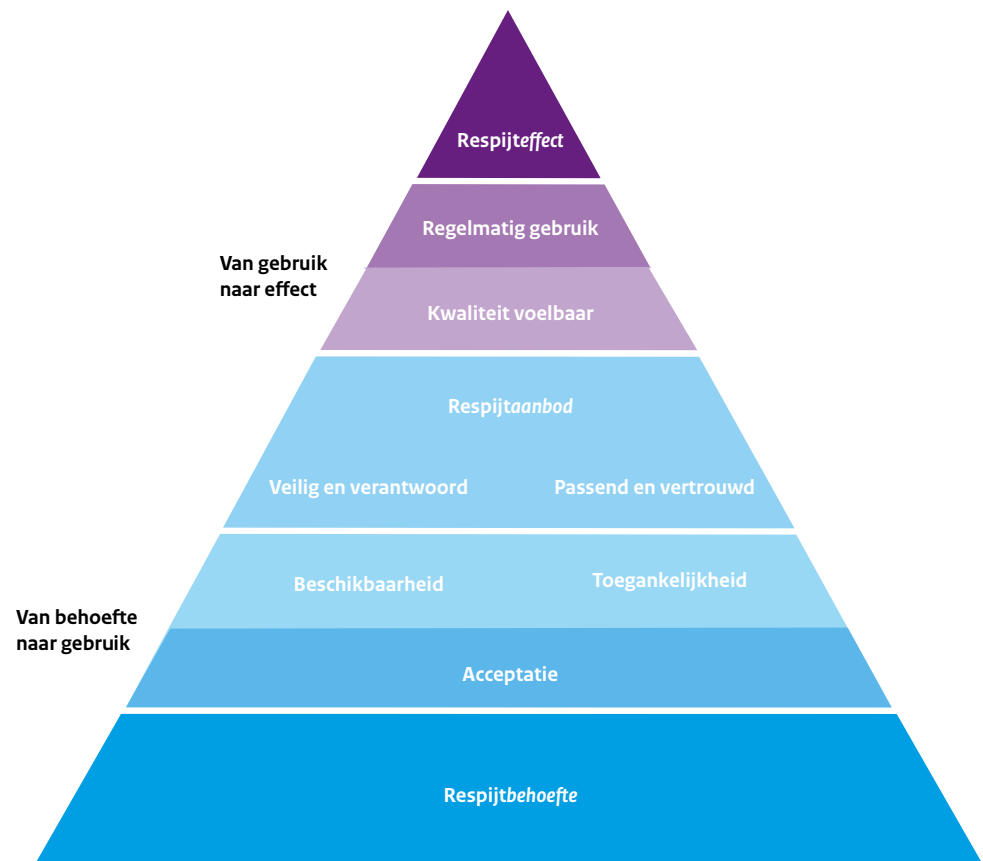 Respijteffect
Regelmatig gebruik
Van gebruik
naar effect
Kwaliteit voelbaar
Respijtaanbod
Veilig en verantwoord
Passend en vertrouwd
Beschikbaarheid
Toegankelijkheid
Van behoefte
naar gebruik
Acceptatie
Respijtbehoefte